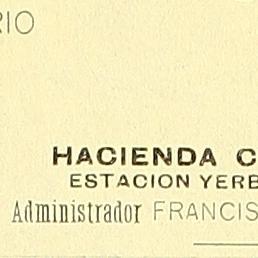 RIO
HACIENDA C
ESTACION YERB
Administrador FRANCIS